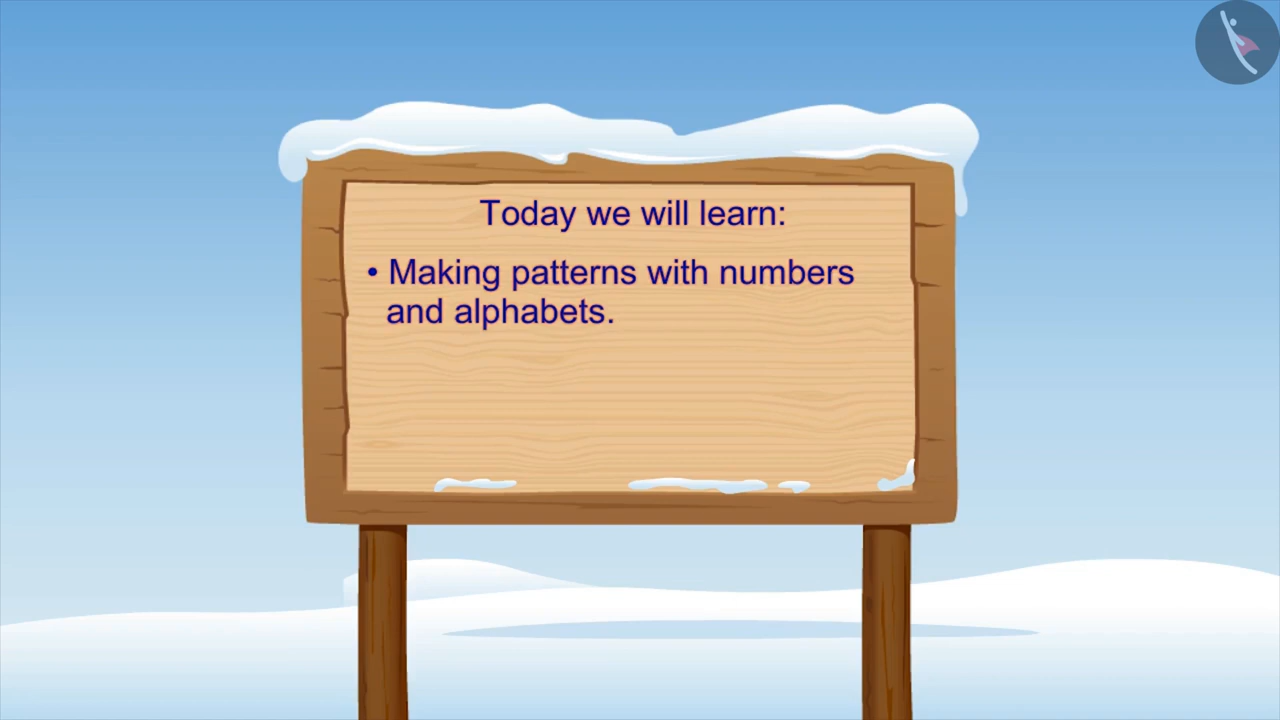 Today we will learn:
• Making patterns with numbers
and alphabets.